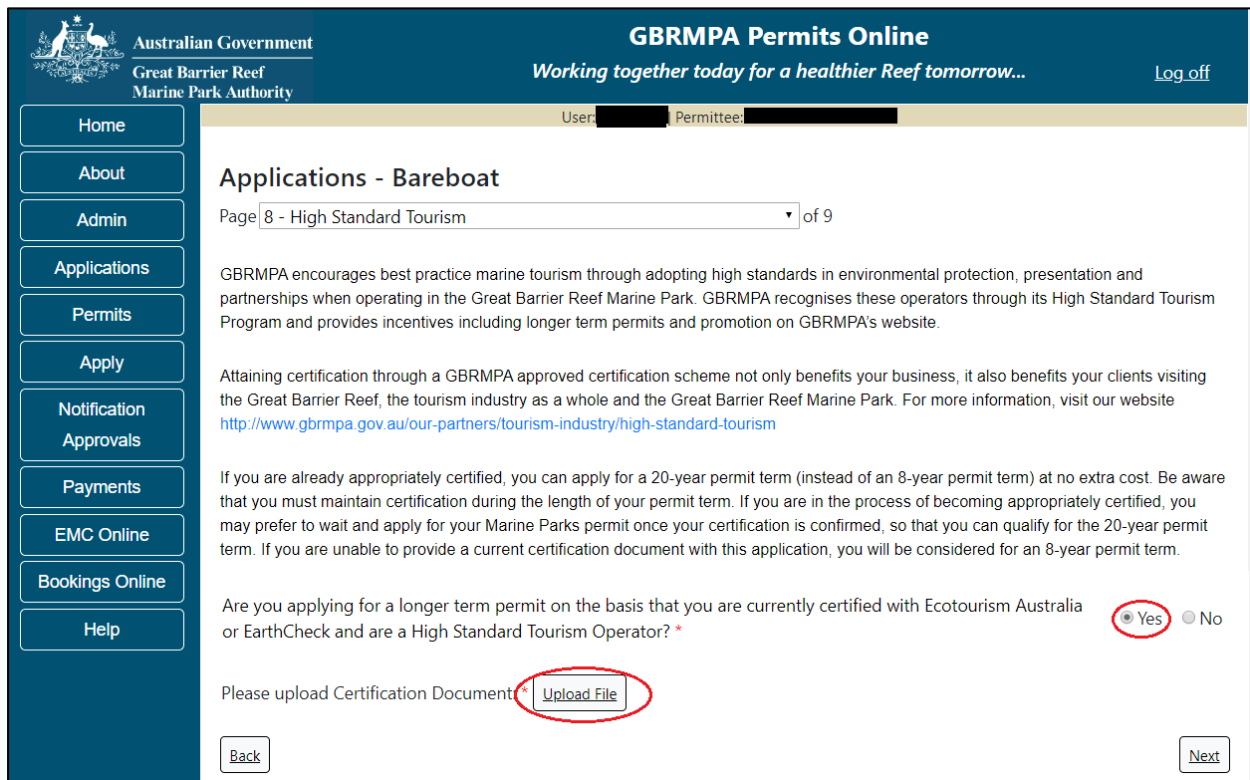 Australian Government
Great Barrier Reef
Marine Park Authority
GBRMPA Permits Online
Working together today for a healthier Reef tomorrow...
Log off
Home
About
Admin
Applications
Permits
Apply
Notification
Approvals
Payments
EMC Online
Bookings Online
Help
User: | Permittee:
Applications - Bareboat
Page 8 - High Standard Tourism of 9
GBRMPA encourages best practice marine tourism through adopting high standards in environmental protection, presentation and
partnerships when operating in the Great Barrier Reef Marine Park. GBRMPA recognises these operators through its High Standard Tourism
Program and provides incentives including longer term permits and promotion on GBRMPA's website.
Attaining certification through a GBRMPA approved certification scheme not only benefits your business, it also benefits your clients visiting
the Great Barrier Reef, the tourism industry as a whole and the Great Barrier Reef Marine Park. For more information, visit our website
http://www.gbrmpa.gov.au/our-partners/tourism-industry/high-standard-tourism
If you are already appropriately certified, you can apply for a 20-year permit term (instead of an 8-year permit term) at no extra cost. Be aware
that you must maintain certification during the length of your permit term. If you are in the process of becoming appropriately certified, you
may prefer to wait and apply for your Marine Parks permit once your certification is confirmed, so that you can qualify for the 20-year permit
term. If you are unable to provide a current certification document with this application, you will be considered for an 8-year permit term.
Are you applying for a longer term permit on the basis that you are currently certified with Ecotourism Australia
or EarthCheck and are a High Standard Tourism Operator? *
Yes No
Please upload Certification Document: * Upload File
Back
Next